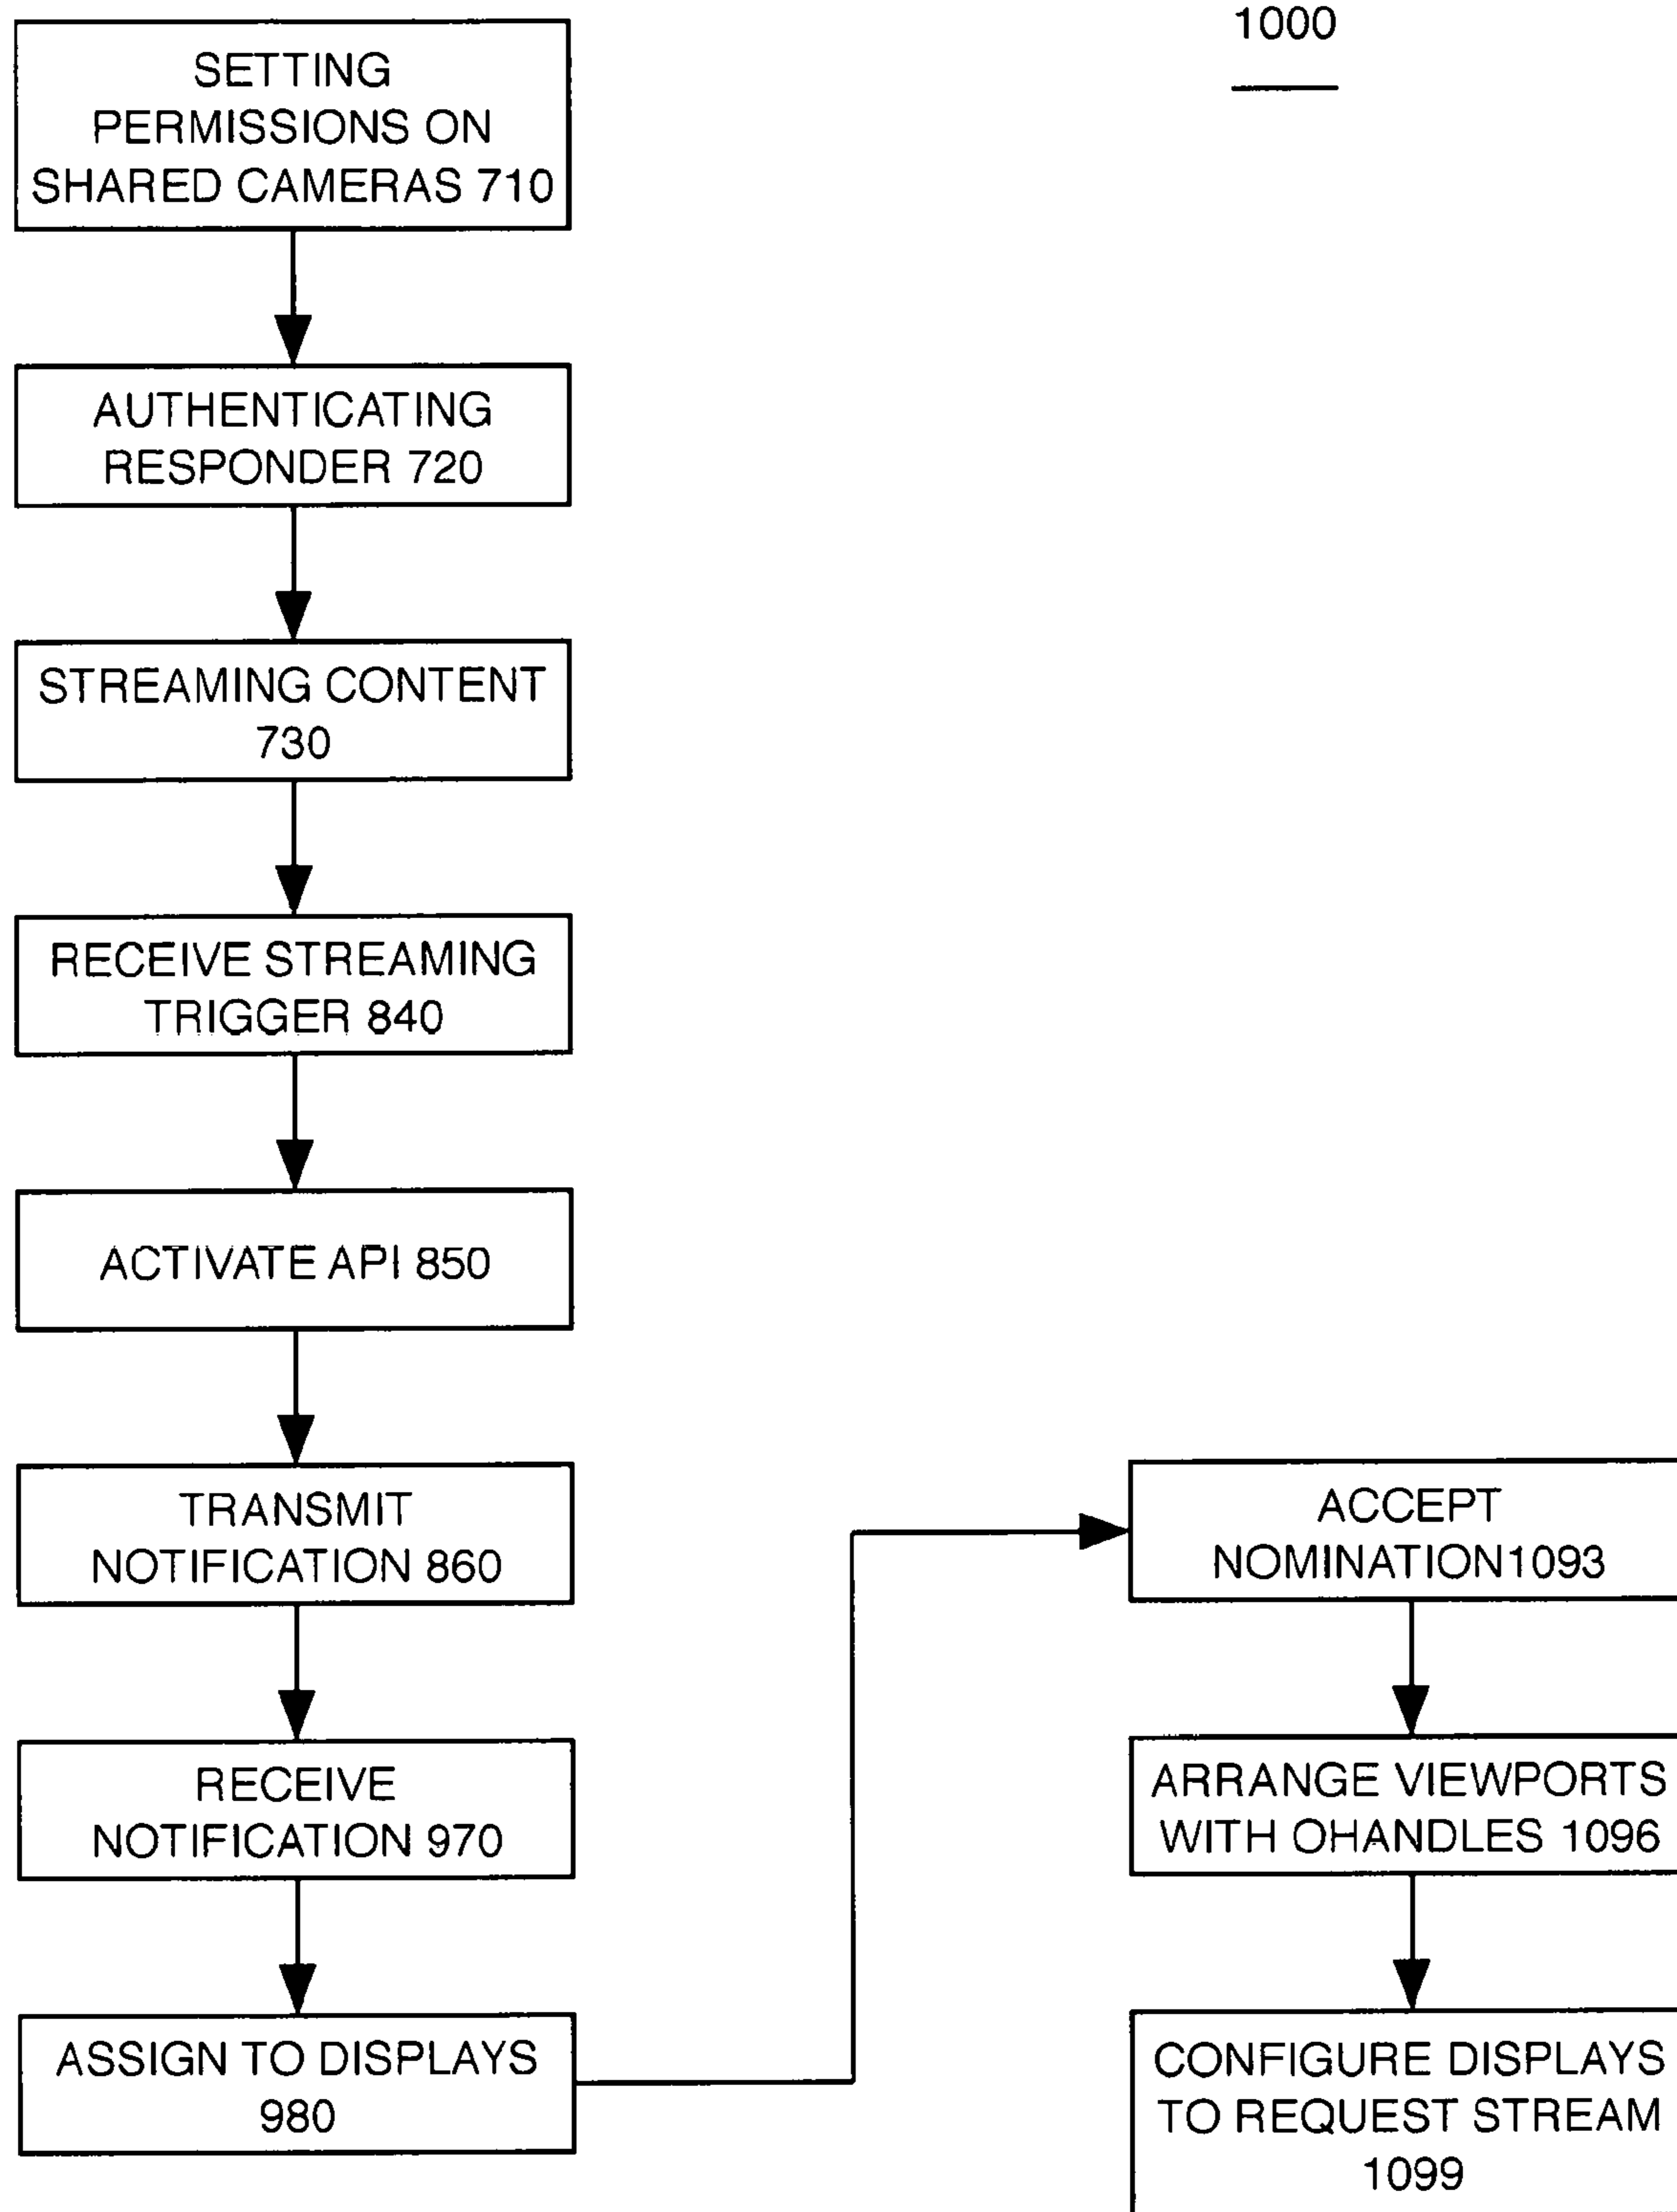 1000
SETTING
PERMISSIONS ON
SHARED CAMERAS 710
AUTHENTICATING
RESPONDER 720
STREAMING CONTENT
730
RECEIVE STREAMING
TRIGGER 840
ACTIVATE API 850
TRANSMIT
NOTIFICATION 860
RECEIVE
NOTIFICATION 970
ASSIGN TO DISPLAYS
980
ACCEPT
NOMINATION1093
ARRANGE VIEWPORTS
WITH OHANDLES 1096
CONFIGURE DISPLAYS
TO REQUEST STREAM
1099